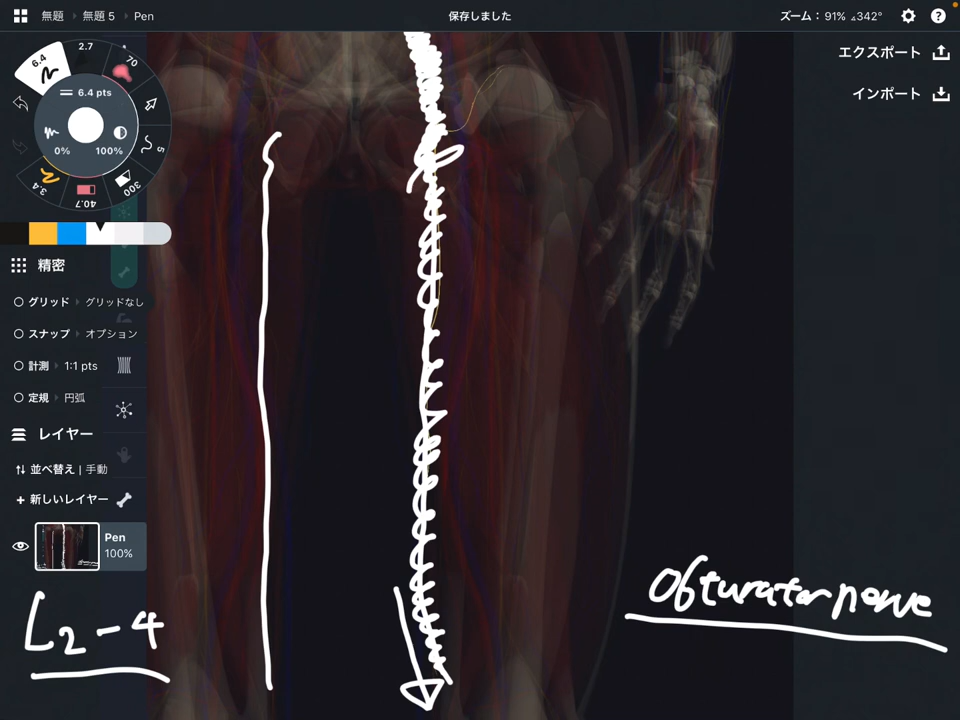 無題 無題 5 Pen
保存しました
ズーム： 91% ⊿342°
エクスポート
インポート
2.7
6.4
70
6.4 pts
0% 100%
5
3.4
40.7
300
精密
グリッド グリッドなし
スナップ オプション
計測 1:1 pts
定規 円弧
レイヤー
並べ替え | 手動
+ 新しいレイヤー
Pen
100%
L2-4
Obturator nerve